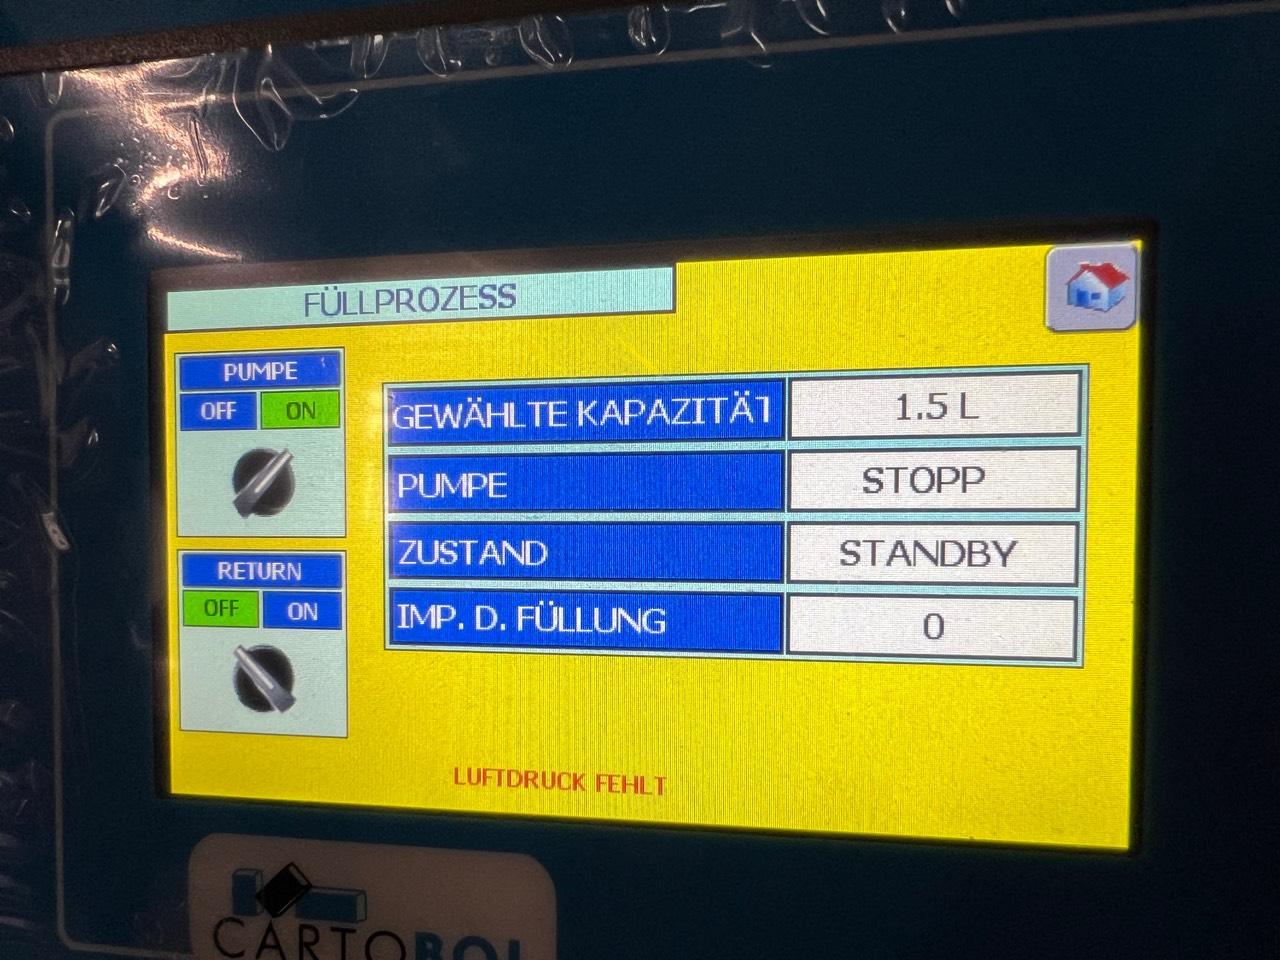 FÜLLPROZESS
PUMPE
OFF ON
GEWÄHLTE KAPAZITÄT 1.5 L
PUMPE STOPP
ZUSTAND STANDBY
RETURN
OFF ON
IMP. D. FÜLLUNG 0
LUFTDRUCK FEHLT
CARTOBOL